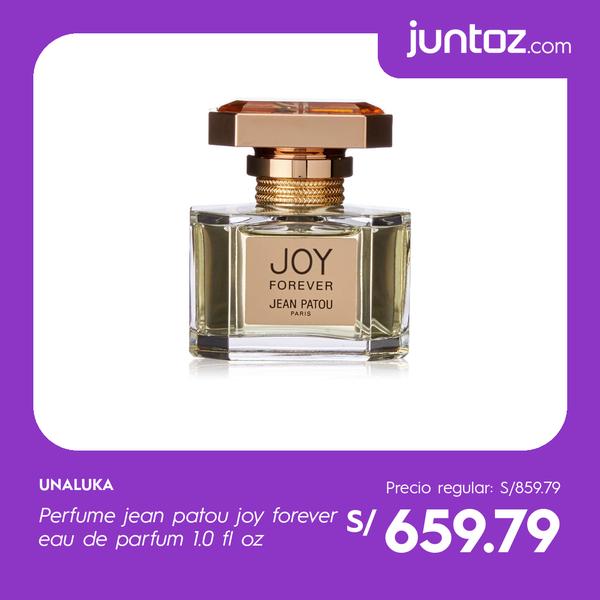 juntoz.com
JOY
FOREVER
JEAN PATOU
PARIS
UNALUKA
Perfume jean patou joy forever
eau de parfum 1.0 fl oz
Precio regular: S/859.79
S/ 659.79